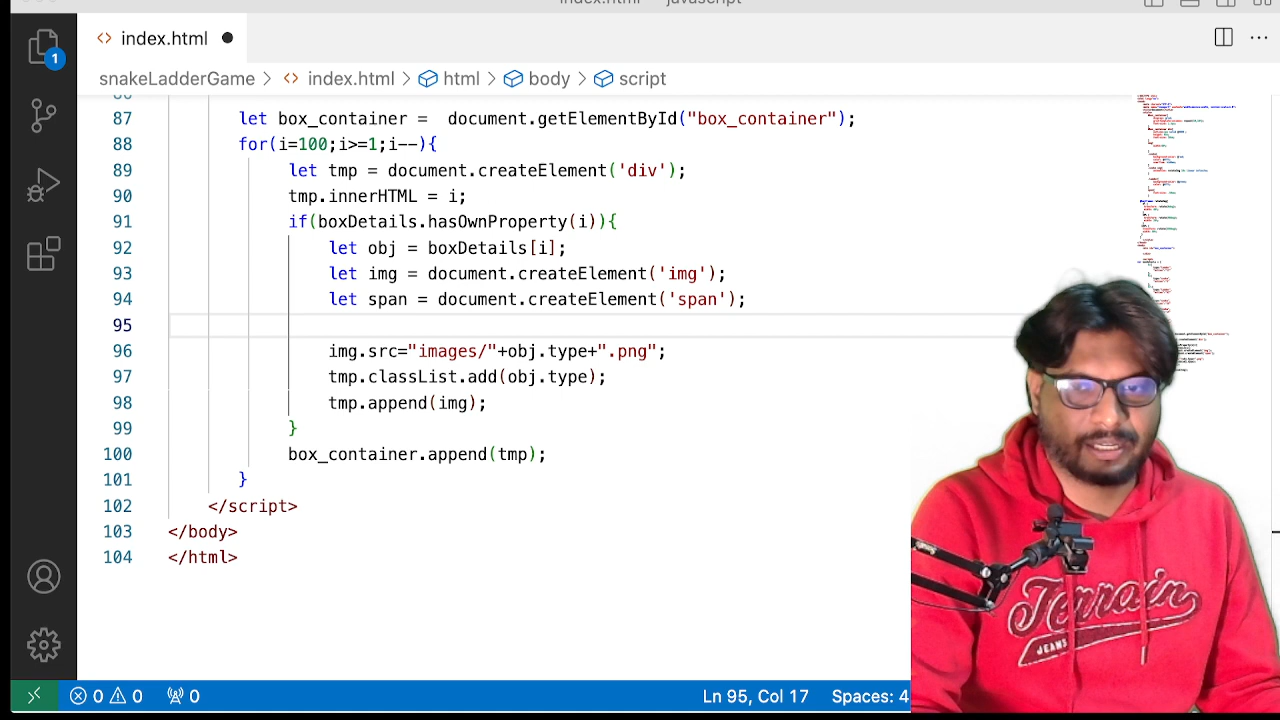 index.html — javascript
1
<> index.html ●
snakeLadderGame > <> index.html > html > body > script
86
87 let box_container = document.getElementById("box_container");
88 for(i=100;i>=1;i--){
89 let tmp = document.createElement('div');
90 tmp.innerHTML =
91 if(boxDetails.hasOwnProperty(i)){
92 let obj = boxDetails[i];
93 let img = document.createElement('img');
94 let span = document.createElement('span');
95
96 img.src="images/"+obj.type+".png";
97 tmp.classList.add(obj.type);
98 tmp.append(img);
99 }
100 box_container.append(tmp);
101 }
102 </script>
103 </body>
104 </html>
0 0 0
Ln 95, Col 17 Spaces: 4
Terrain
JEANS